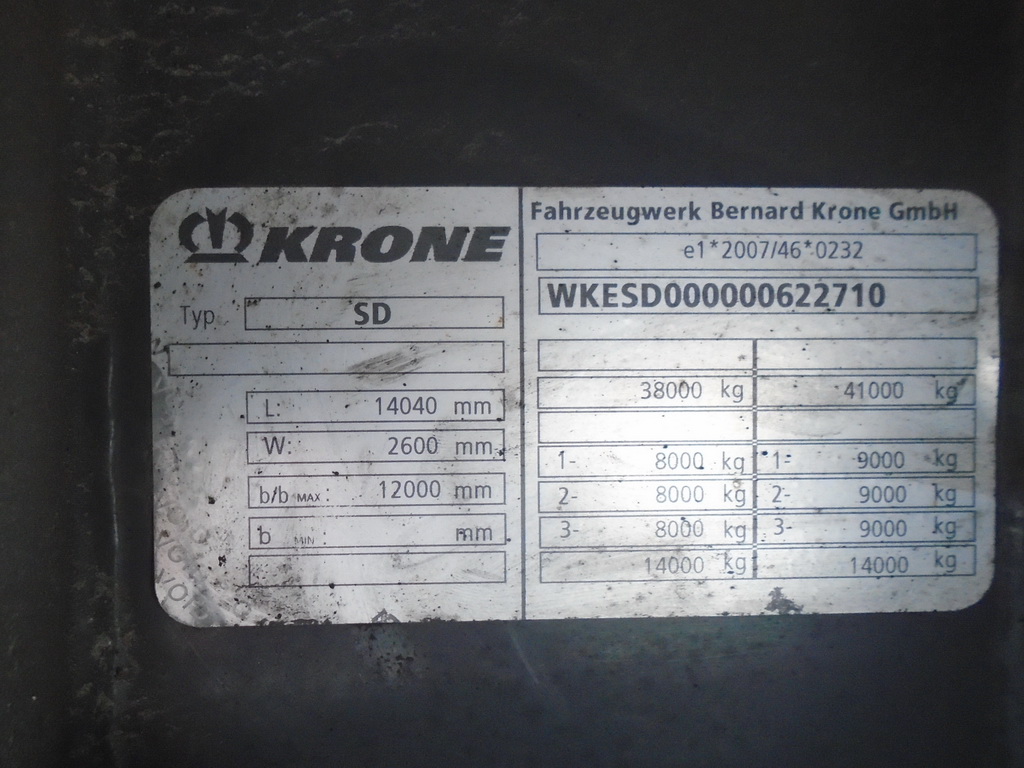 KRONE
Typ SD
L: 14040 mm
W: 2600 mm
b/b MAX: 12000 mm
b MIN: mm
Fahrzeugwerk Bernard Krone GmbH
e1*2007/46*0232
WKESD000000622710
38000 kg 41000 kg
1- 8000 kg 1- 9000 kg
2- 8000 kg 2- 9000 kg
3- 8000 kg 3- 9000 kg
14000 kg 14000 kg